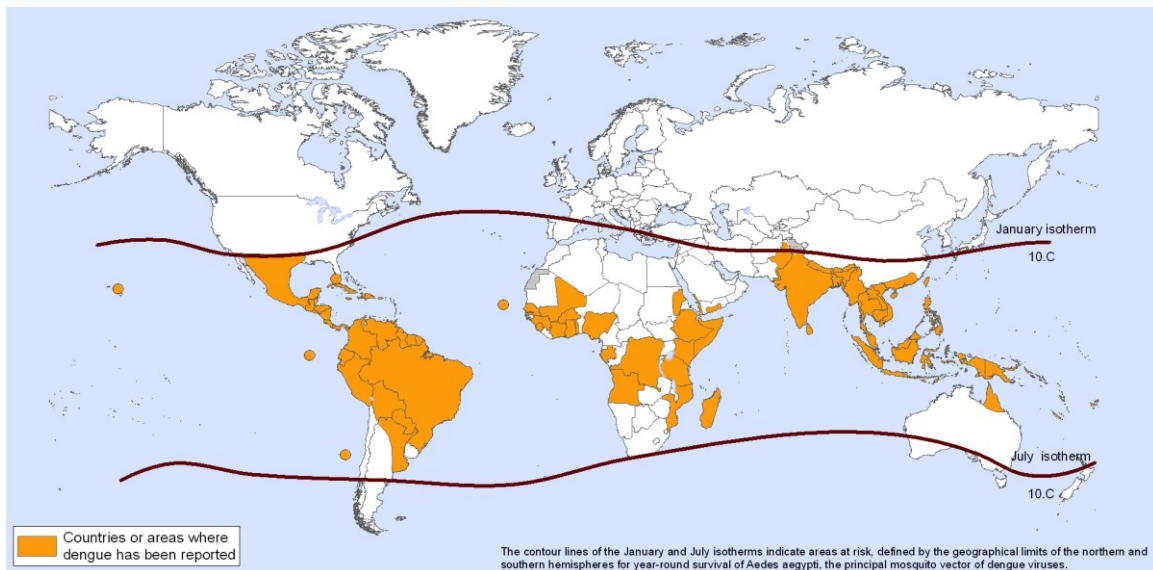 January isotherm
10.C
July isotherm
10.C
Countries or areas where
dengue has been reported
The contour lines of the January and July isotherms indicate areas at risk, defined by the geographical limits of the northern and
southern hemispheres for year-round survival of Aedes aegypti, the principal mosquito vector of dengue viruses.